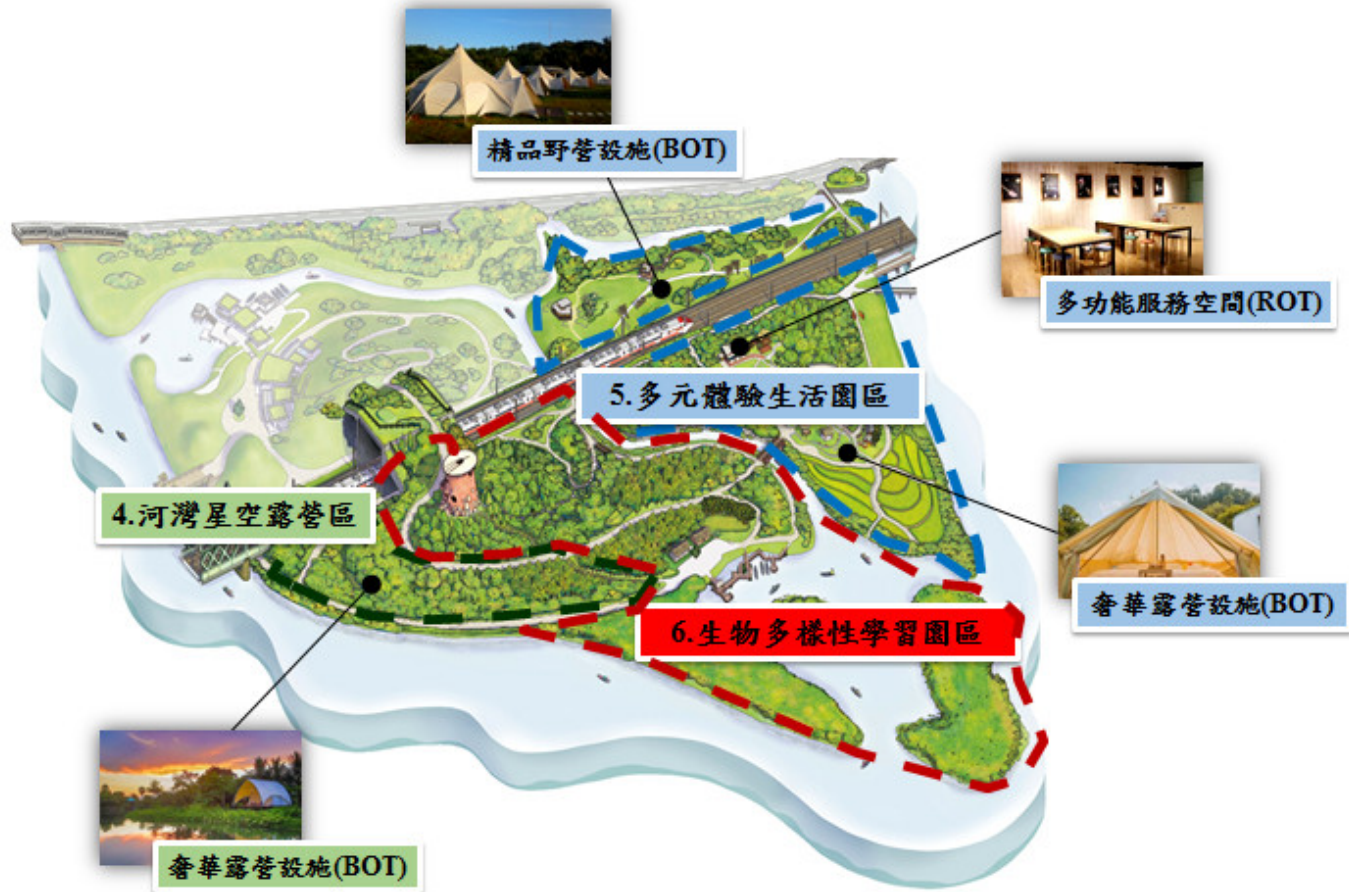 精品野營設施(BOT)
多功能服務空間(ROT)
5.多元體驗生活園區
4.河灣星空露營區
奢華露營設施(BOT)
6.生物多樣性學習園區
奢華露營設施(BOT)